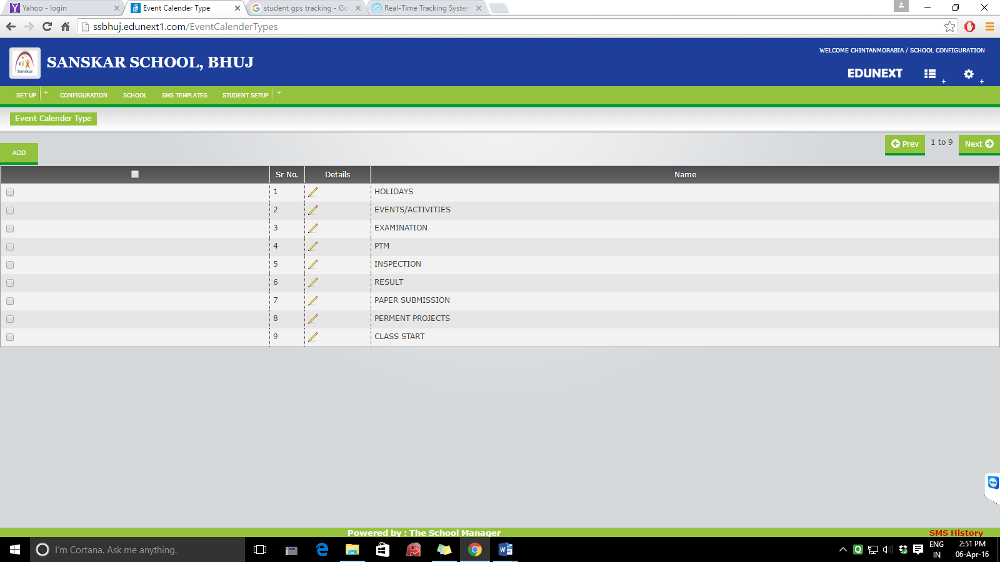 Yahoo - login
Event Calender Type
student gps tracking - Go
Real-Time Tracking System
ssbhuj.edunext1.com/EventCalenderTypes
Sanskar
SANSKAR SCHOOL, BHUJ
WELCOME CHINTANMORABIA / SCHOOL CONFIGURATION
EDUNEXT
+
+
SET UP + CONFIGURATION SCHOOL SMS TEMPLATES STUDENT SETUP +
Event Calender Type
ADD
Prev 1 to 9 Next
Sr No. Details Name
1 HOLIDAYS
2 EVENTS/ACTIVITIES
3 EXAMINATION
4 PTM
5 INSPECTION
6 RESULT
7 PAPER SUBMISSION
8 PERMENT PROJECTS
9 CLASS START
Powered by : The School Manager
SMS History
I'm Cortana. Ask me anything.
ENG
IN
2:51 PM
06-Apr-16